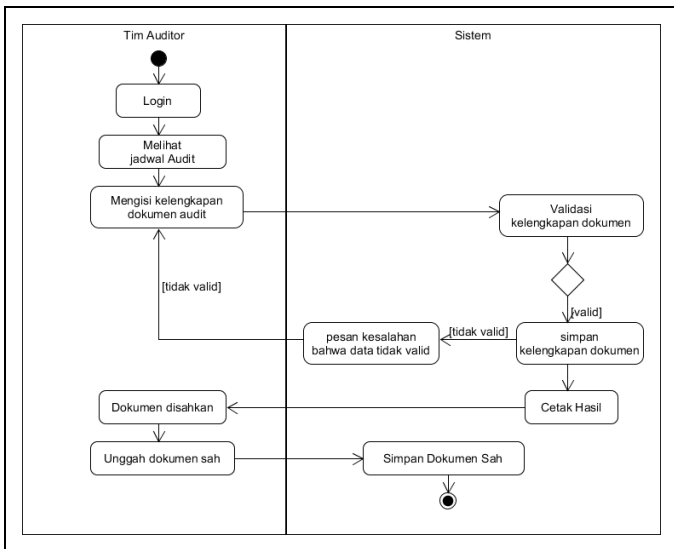 Tim Auditor
Sistem
Login
Melihat
jadwal Audit
Mengisi kelengkapan
dokumen audit
Validasi
kelengkapan dokumen
[tidak valid]
[valid]
pesan kesalahan
bahwa data tidak valid
[tidak valid]
simpan
kelengkapan dokumen
Dokumen disahkan
Cetak Hasil
Unggah dokumen sah
Simpan Dokumen Sah